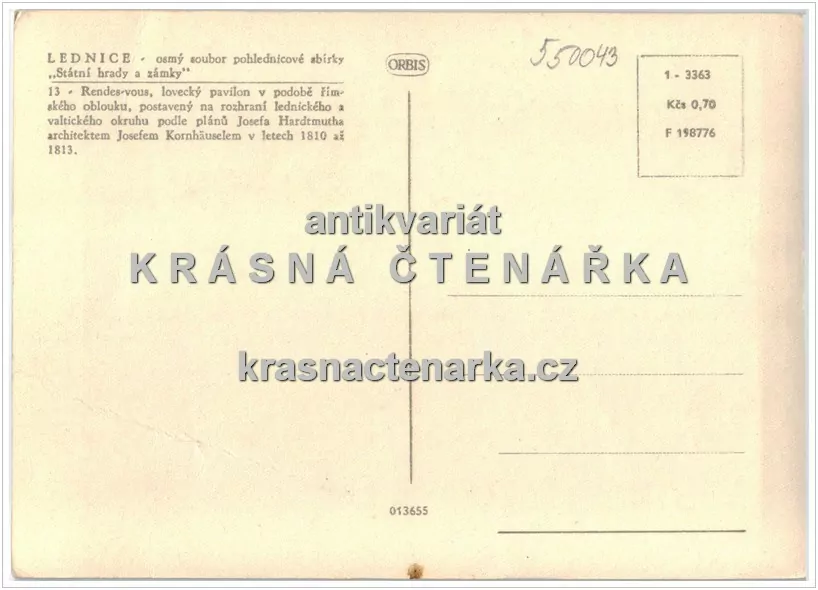 LEDNICE - osmý soubor pohlednicové sbírky
„Státní hrady a zámky"
13 - Rendes-vous, lovecký pavilon v podobě řím-
ského oblouku, postavený na rozhraní lednického a
valtického okruhu podle plánů Josefa Hardtmutha
architektem Josefem Kornhäuselem v letech 1810 až
1813.
ORBIS
550043
1 - 3363
Kčs 0,70
F 198776
antikvariát
KRÁSNÁ ČTENÁŘKA
krasnactenarka.cz
013655